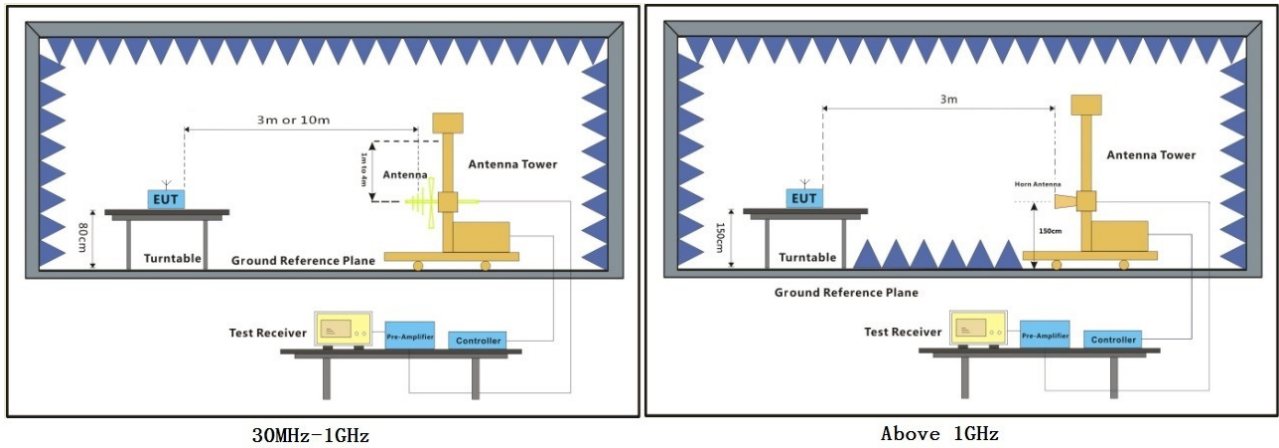 3m or 10m
1m to 4m
Antenna
Antenna Tower
EUT
80cm
Turntable
Ground Reference Plane
Test Receiver
Pre-Amplifier
Controller
30MHz-1GHz
3m
Antenna Tower
Horn Antenna
EUT
150cm
150cm
Turntable
Ground Reference Plane
Test Receiver
Pre-Amplifier
Controller
Above 1GHz